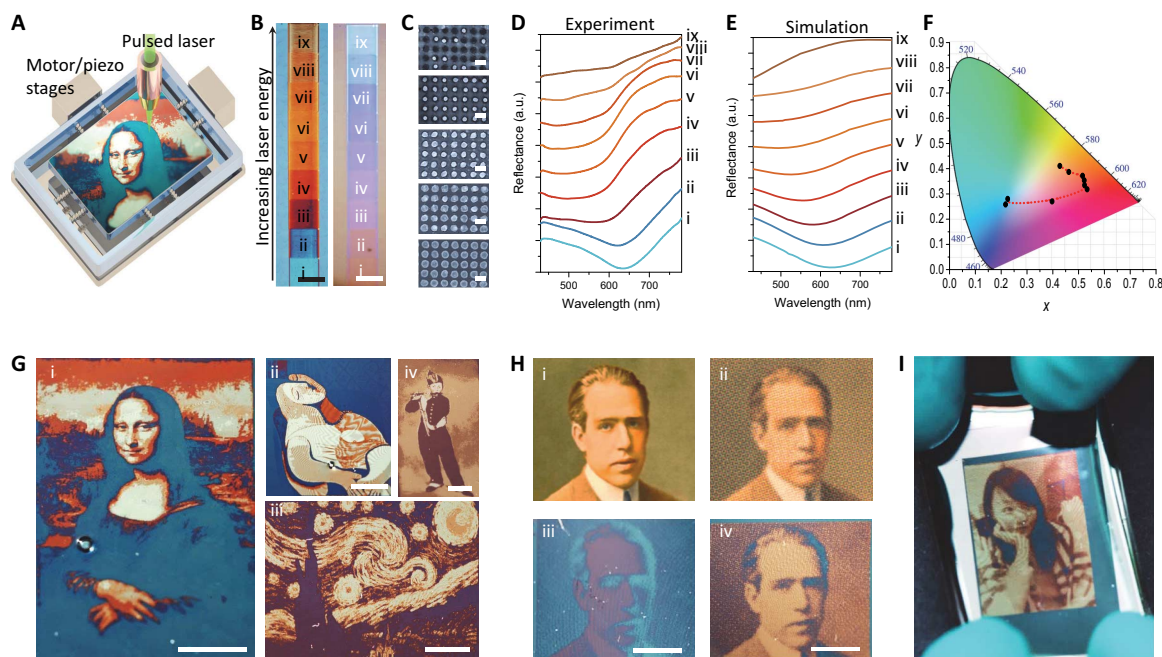 A
Pulsed laser
Motor/piezo
stages
B
Increasing laser energy
ix
viii
vii
vi
v
iv
iii
ii
i
ix
viii
vii
vi
v
iv
iii
ii
i
C
D
Experiment
Reflectance (a.u.)
ix
viii
vii
vi
v
iv
iii
ii
i
500 600 700
Wavelength (nm)
E
Simulation
Reflectance (a.u.)
ix
viii
vii
vi
v
iv
iii
ii
i
500 600 700
Wavelength (nm)
F
0.9
0.8
0.7
0.6
0.5
0.4
0.3
0.2
0.1
0.0
y
520
540
560
580
600
620
480
460
0.0 0.1 0.2 0.3 0.4 0.5 0.6 0.7 0.8
x
G
i
ii
iv
iii
H
i
ii
iii
iv
I